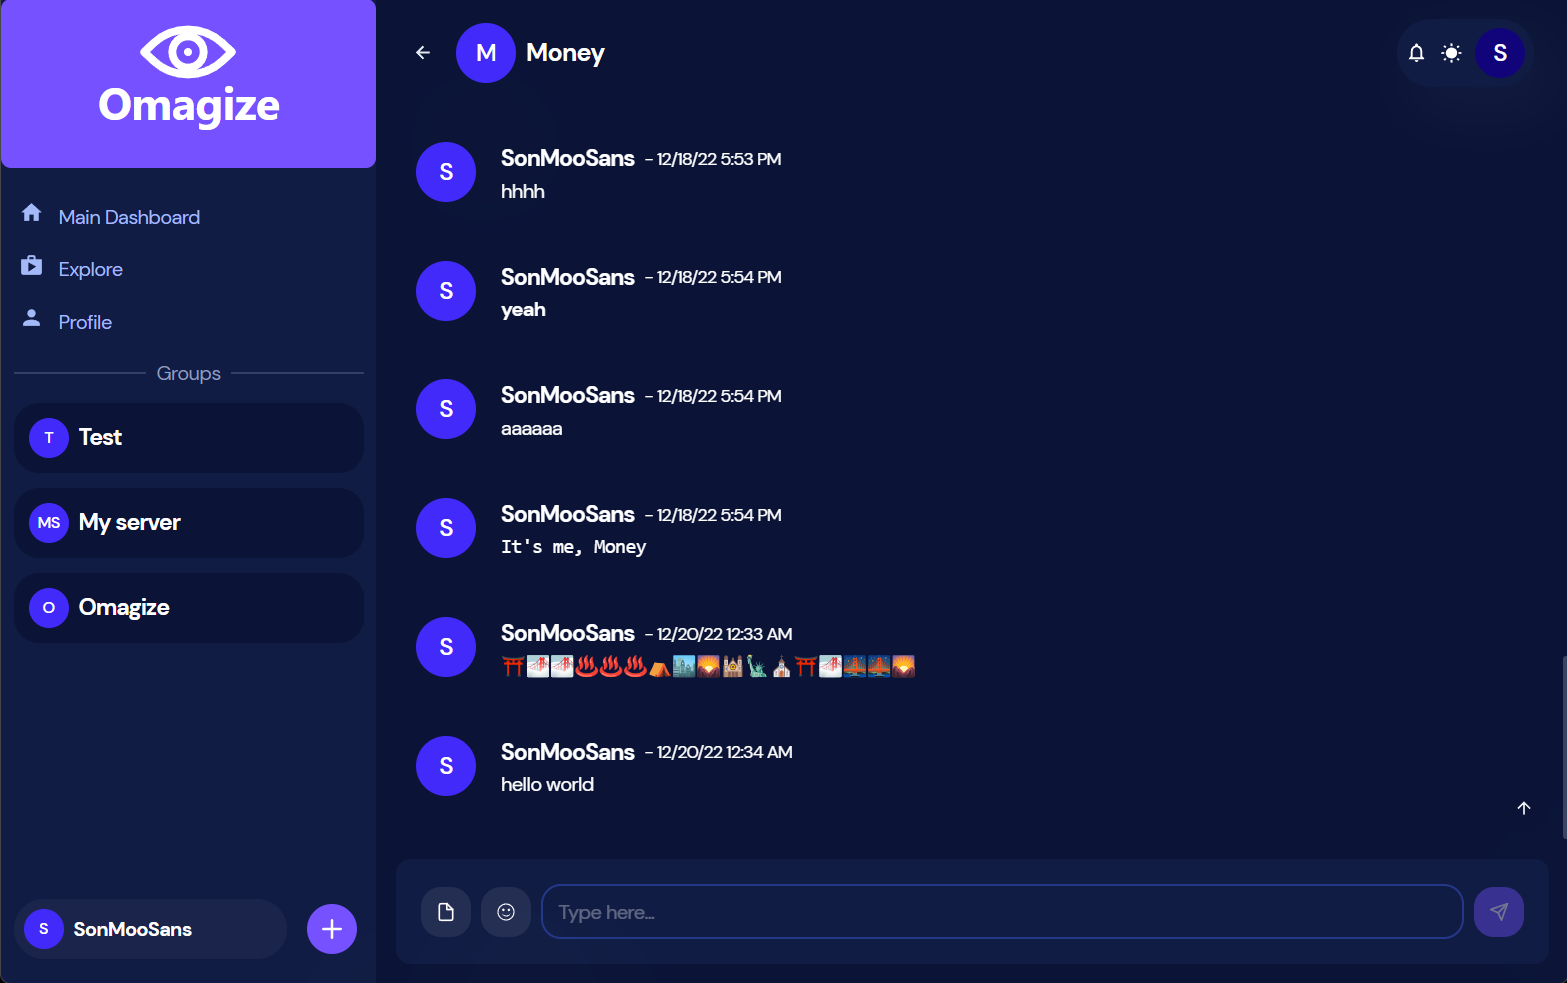 Omagize
Main Dashboard
Explore
Profile
Groups
T Test
MS My server
O Omagize
S SonMooSans
M Money
S
S SonMooSans - 12/18/22 5:53 PM
hhhh
S SonMooSans - 12/18/22 5:54 PM
yeah
S SonMooSans - 12/18/22 5:54 PM
aaaaaa
S SonMooSans - 12/18/22 5:54 PM
It's me, Money
S SonMooSans - 12/20/22 12:33 AM
⛩🌁🌁♨♨♨⛺🏙🌄🕍🗽⛪⛩🌁🌉🌉🌄
S SonMooSans - 12/20/22 12:34 AM
hello world
Type here...